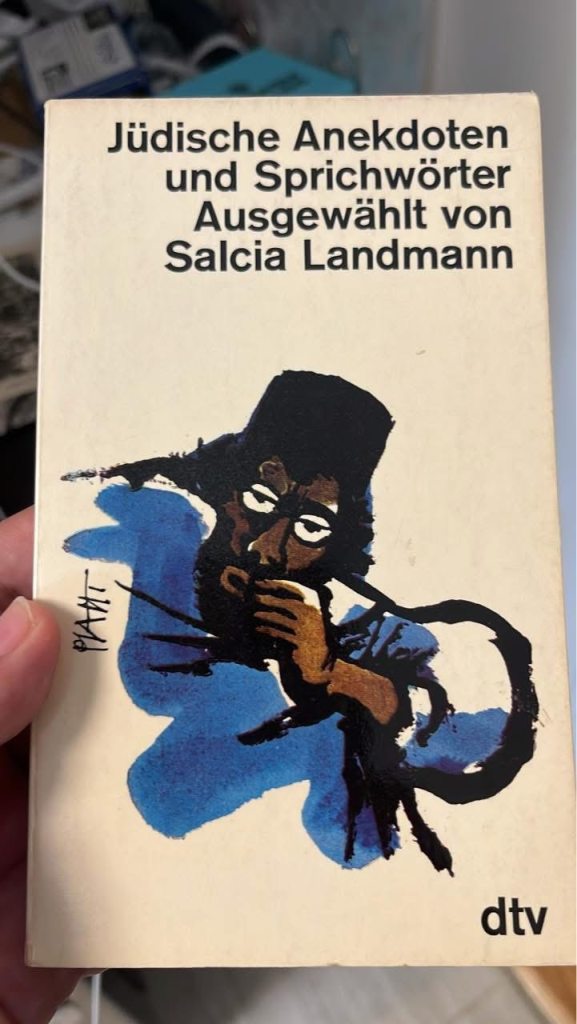 Jüdische Anekdoten
und Sprichwörter
Ausgewählt von
Salcia Landmann
dtv